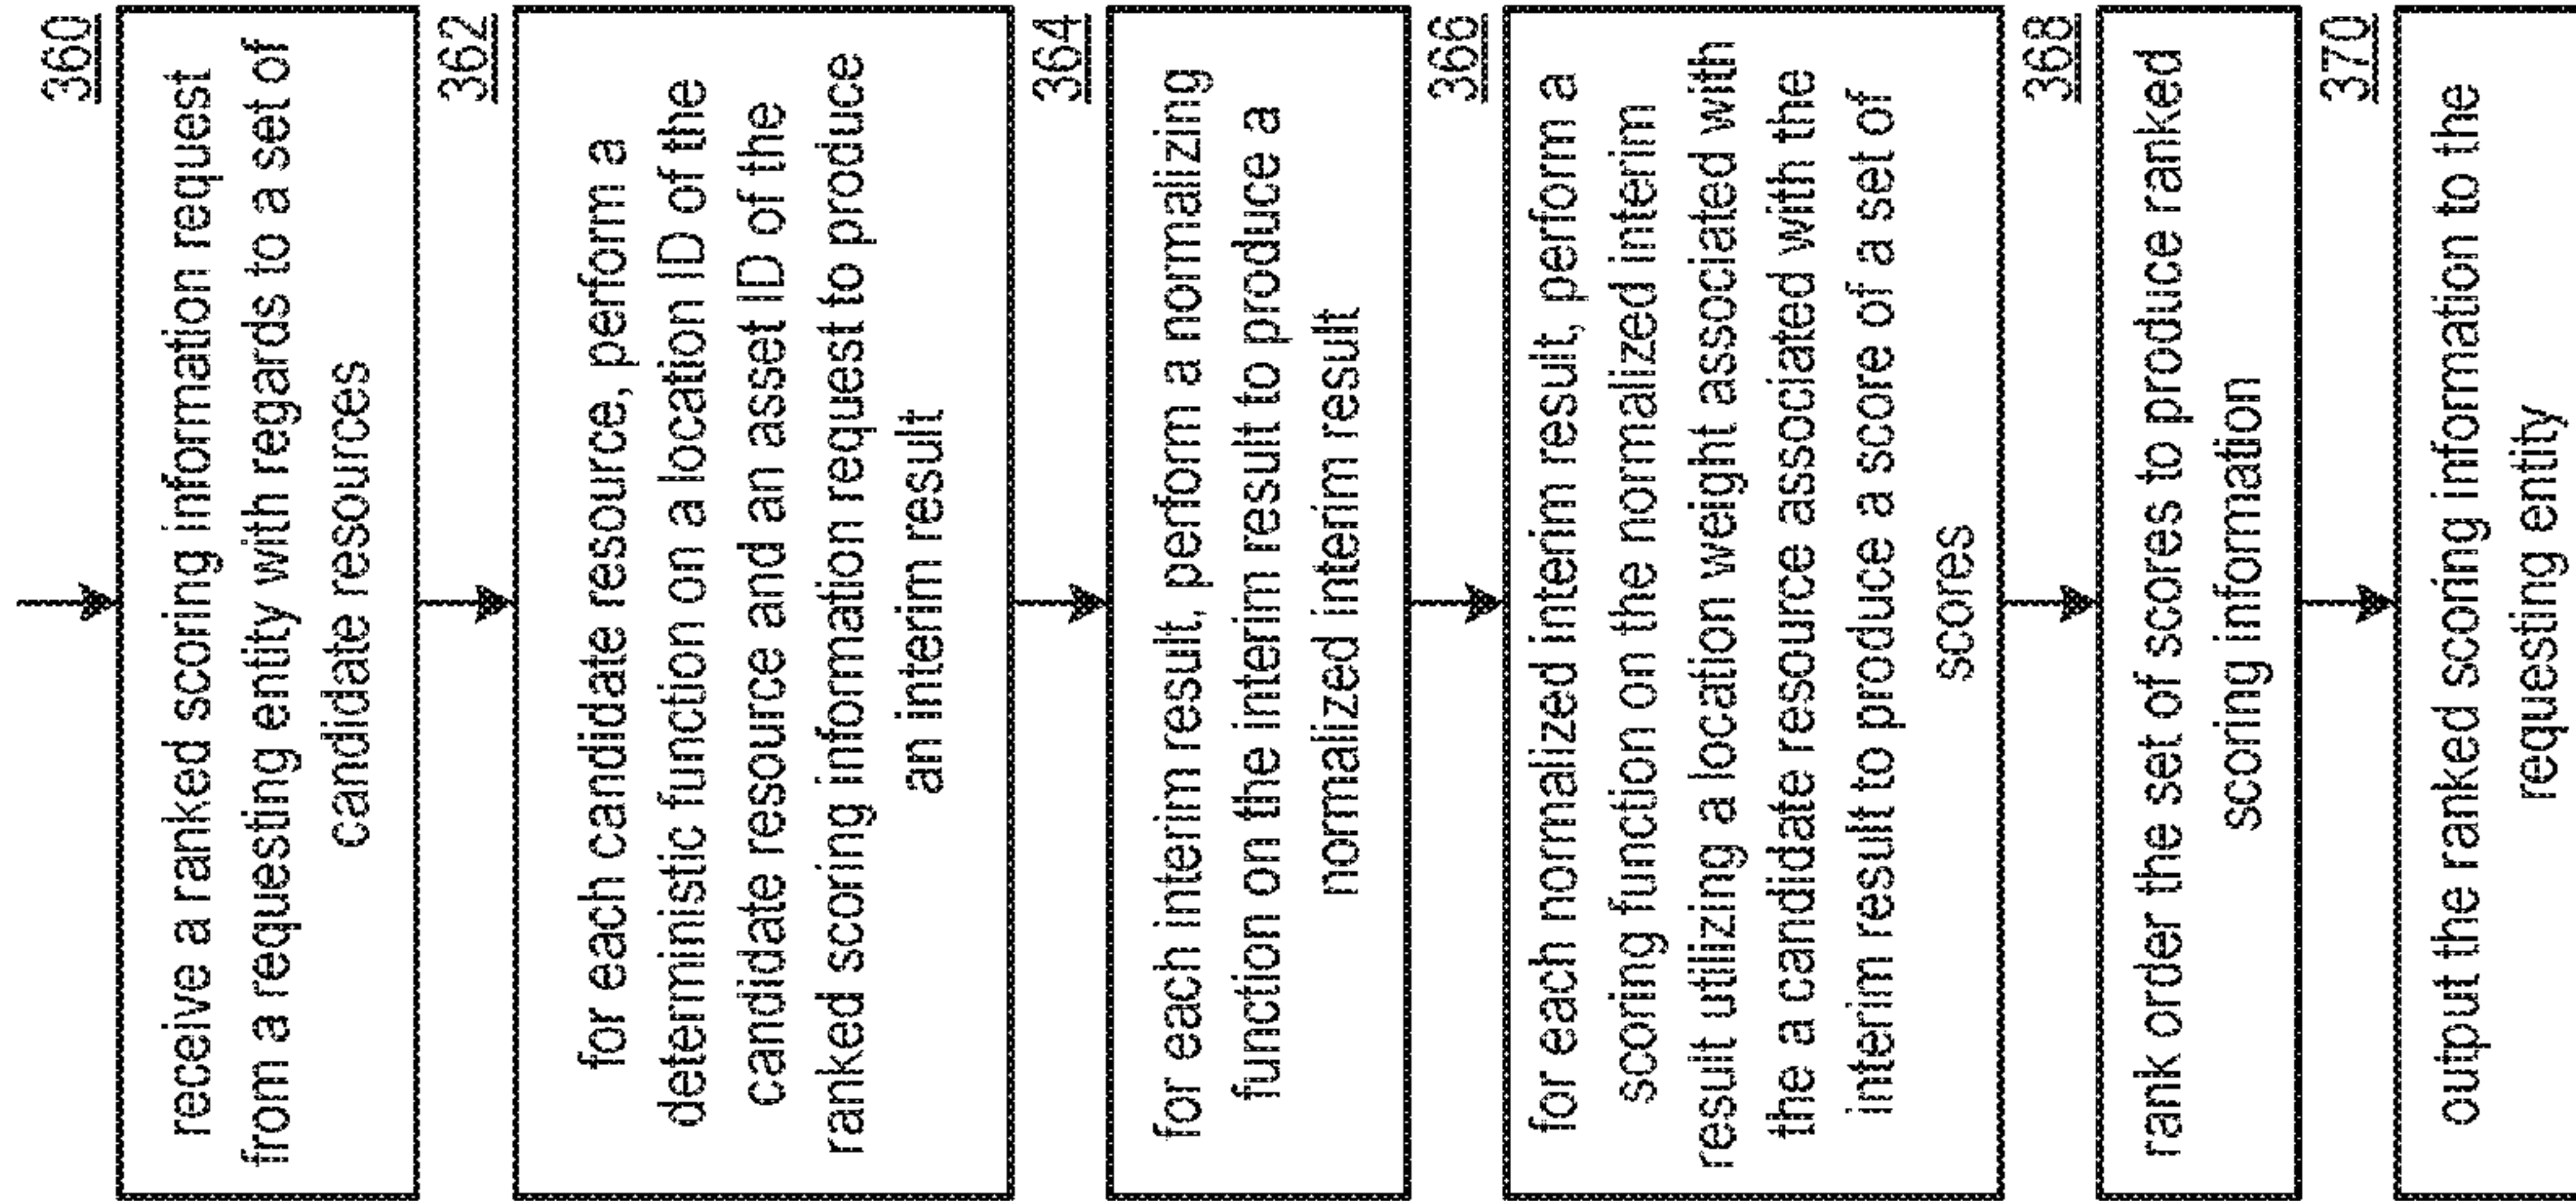 360
receive a ranked scoring information request
from a requesting entity with regards to a set of
candidate resources
362
for each candidate resource, perform a
deterministic function on a location ID of the
candidate resource and an asset ID of the
ranked scoring information request to produce
an interim result
364
for each interim result, perform a normalizing
function on the interim result to produce a
normalized interim result
366
for each normalized interim result, perform a
scoring function on the normalized interim
result utilizing a location weight associated with
the a candidate resource associated with the
interim result to produce a score of a set of
scores
368
rank order the set of scores to produce ranked
scoring information
370
output the ranked scoring information to the
requesting entity